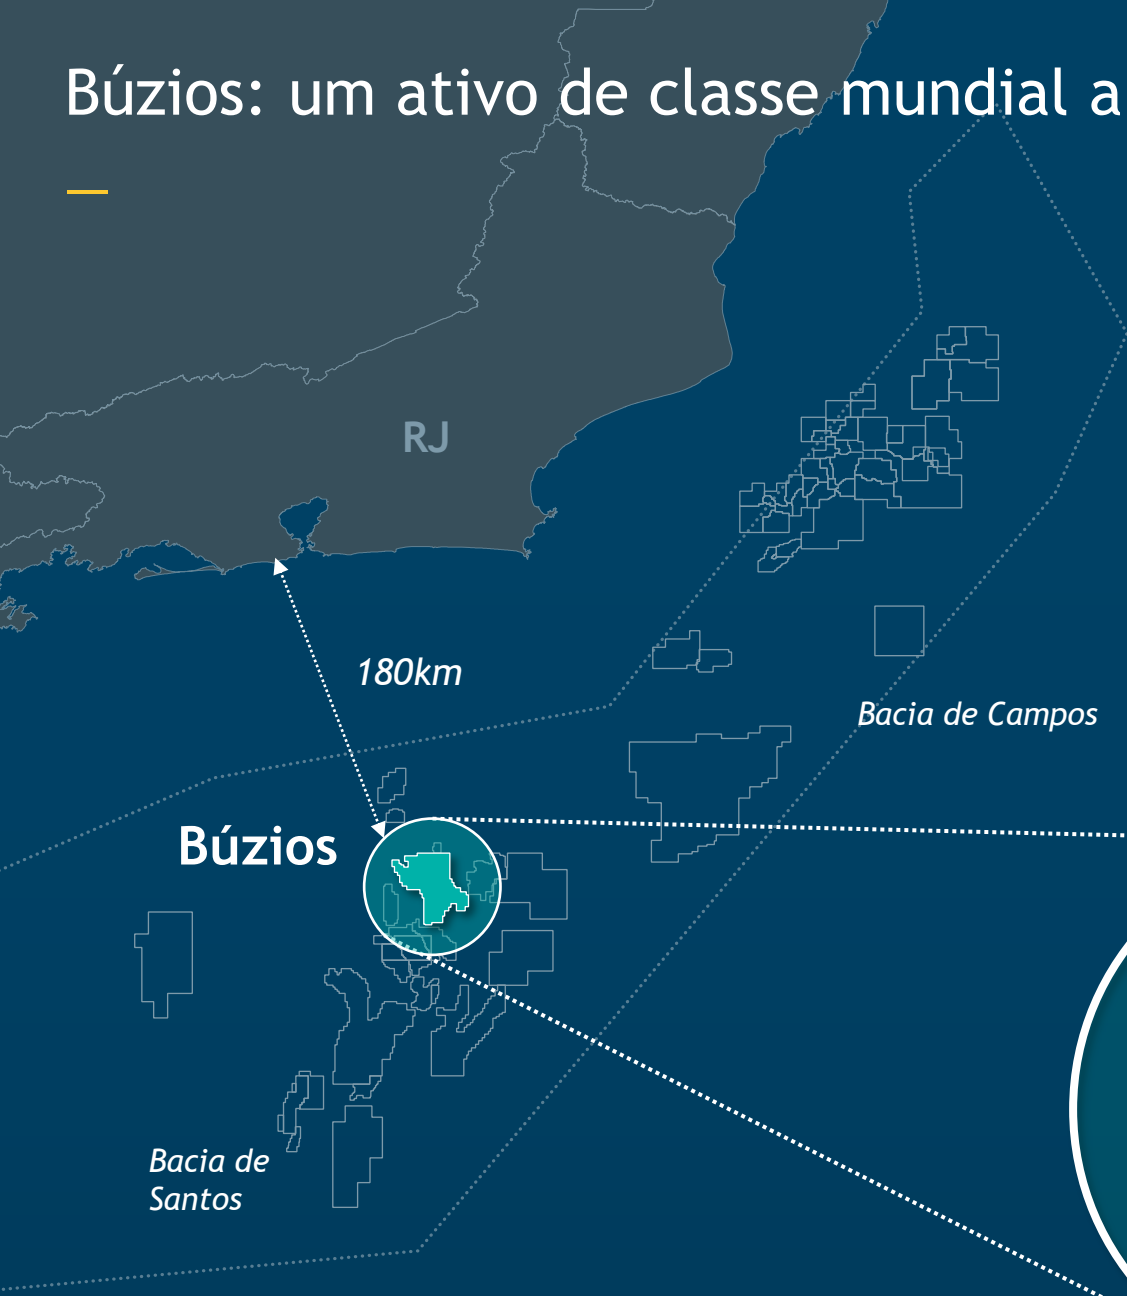 Búzios: um ativo de classe mundial a
RJ
180km
Bacia de Campos
Búzios
Bacia de
Santos